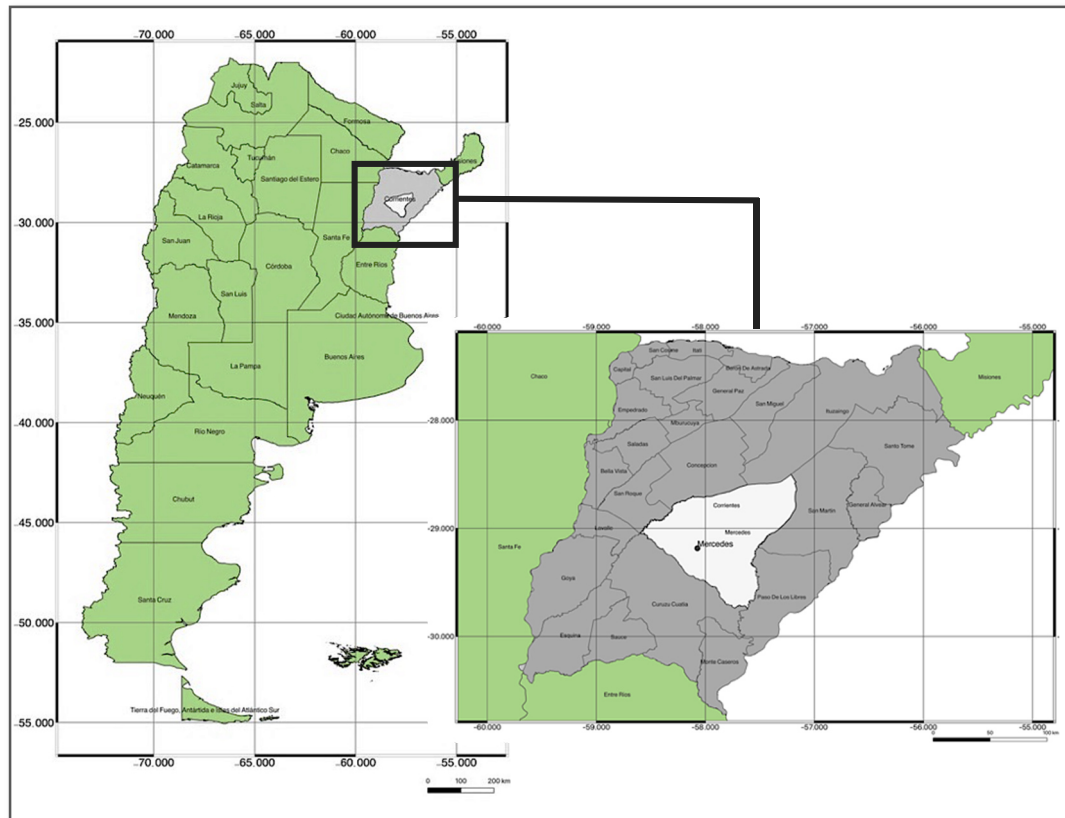 -70.000 -65.000 -60.000 -55.000
-25.000
-30.000
-35.000
-40.000
-45.000
-50.000
-55.000
Jujuy
Salta
Formosa
Chaco
Misiones
Tucumán
Catamarca
Santiago del Estero
Corrientes
La Rioja
Santa Fe
San Juan
Córdoba
Entre Ríos
San Luis
Mendoza
Ciudad Autónoma de Buenos Aires
Buenos Aires
La Pampa
Neuquén
Río Negro
Chubut
Santa Cruz
Tierra del Fuego, Antártida e Islas del Atlántico Sur
-70.000 -65.000 -60.000 -55.000
0 100 200 km
-60.000 -59.000 -58.000 -57.000 -56.000 -55.000
-28.000
-29.000
-30.000
San Cosme
Itati
Capital
Berón De Astrada
Chaco
San Luis Del Palmar
Misiones
General Paz
San Miguel
Empedrado
Ituzaingo
Mburucuya
Saladas
Santo Tome
Concepcion
Bella Vista
San Roque
Corrientes
General Alvear
San Martin
Lavalle
Mercedes
Mercedes
Santa Fe
Goya
Curuzu Cuatia
Paso De Los Libres
Esquina
Sauce
Monte Caseros
Entre Ríos
-60.000 -59.000 -58.000 -57.000 -56.000 -55.000
0 50 100 km